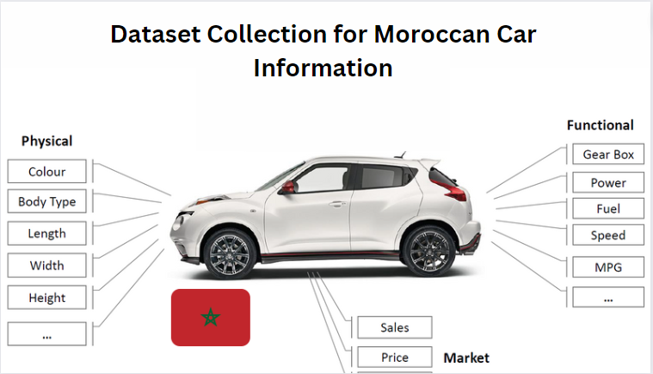 Dataset Collection for Moroccan Car
Information
Physical
Colour
Body Type
Length
Width
Height
...
Functional
Gear Box
Power
Fuel
Speed
MPG
...
Sales
Price
Market